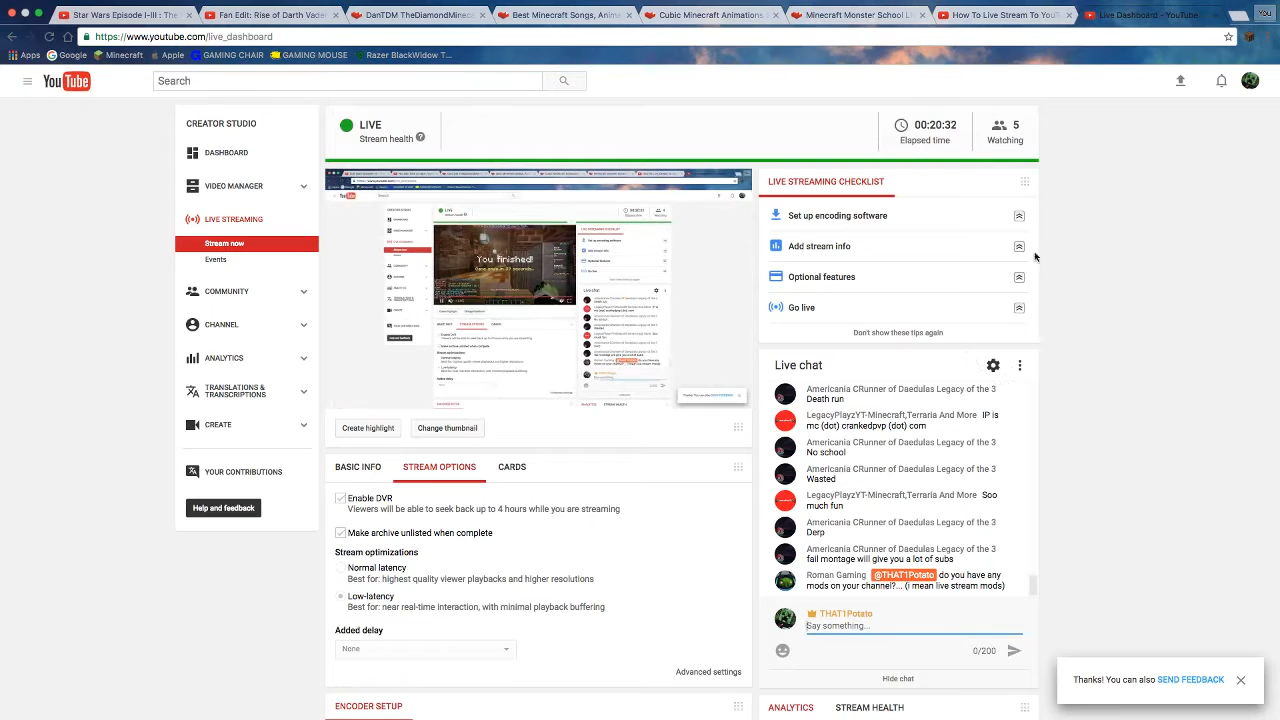 Star Wars Episode I-III : Th
Fan Edit: Rise of Darth Vader
DanTDM TheDiamondMinecar
Best Minecraft Songs, Anima
Cubic Minecraft Animations
Minecraft Monster School L
How To Live Stream To YouT
Live Dashboard - YouTube
You
https://www.youtube.com/live_dashboard
Apps
Google
Minecraft
Apple
GAMING CHAIR
GAMING MOUSE
Razer BlackWidow T...
YouTube
Search
CREATOR STUDIO
DASHBOARD
VIDEO MANAGER
LIVE STREAMING
Stream now
Events
COMMUNITY
CHANNEL
ANALYTICS
TRANSLATIONS &
TRANSCRIPTIONS
CREATE
YOUR CONTRIBUTIONS
Help and feedback
LIVE
Stream health
00:20:32
Elapsed time
5
Watching
You finished!
Create highlight
Change thumbnail
BASIC INFO
STREAM OPTIONS
CARDS
Enable DVR
Viewers will be able to seek back up to 4 hours while you are streaming
Make archive unlisted when complete
Stream optimizations
Normal latency
Best for: highest quality viewer playbacks and higher resolutions
Low-latency
Best for: near real-time interaction, with minimal playback buffering
Added delay
None
Advanced settings
ENCODER SETUP
LIVE STREAMING CHECKLIST
Set up encoding software
Add stream info
Optional features
Go live
Don't show these tips again
Live chat
Americania CRunner of Daedulas Legacy of the 3
Death run
LegacyPlayzYT-Minecraft,Terraria And More IP is
mc (dot) crankedpvp (dot) com
Americania CRunner of Daedulas Legacy of the 3
No school
Americania CRunner of Daedulas Legacy of the 3
Wasted
LegacyPlayzYT-Minecraft,Terraria And More Soo
much fun
Americania CRunner of Daedulas Legacy of the 3
Derp
Americania CRunner of Daedulas Legacy of the 3
fail montage will give you a lot of subs
Roman Gaming @THAT1Potato do you have any
mods on your channel?... (i mean live stream mods)
THAT1Potato
Say something...
0/200
Hide chat
ANALYTICS
STREAM HEALTH
Thanks! You can also SEND FEEDBACK